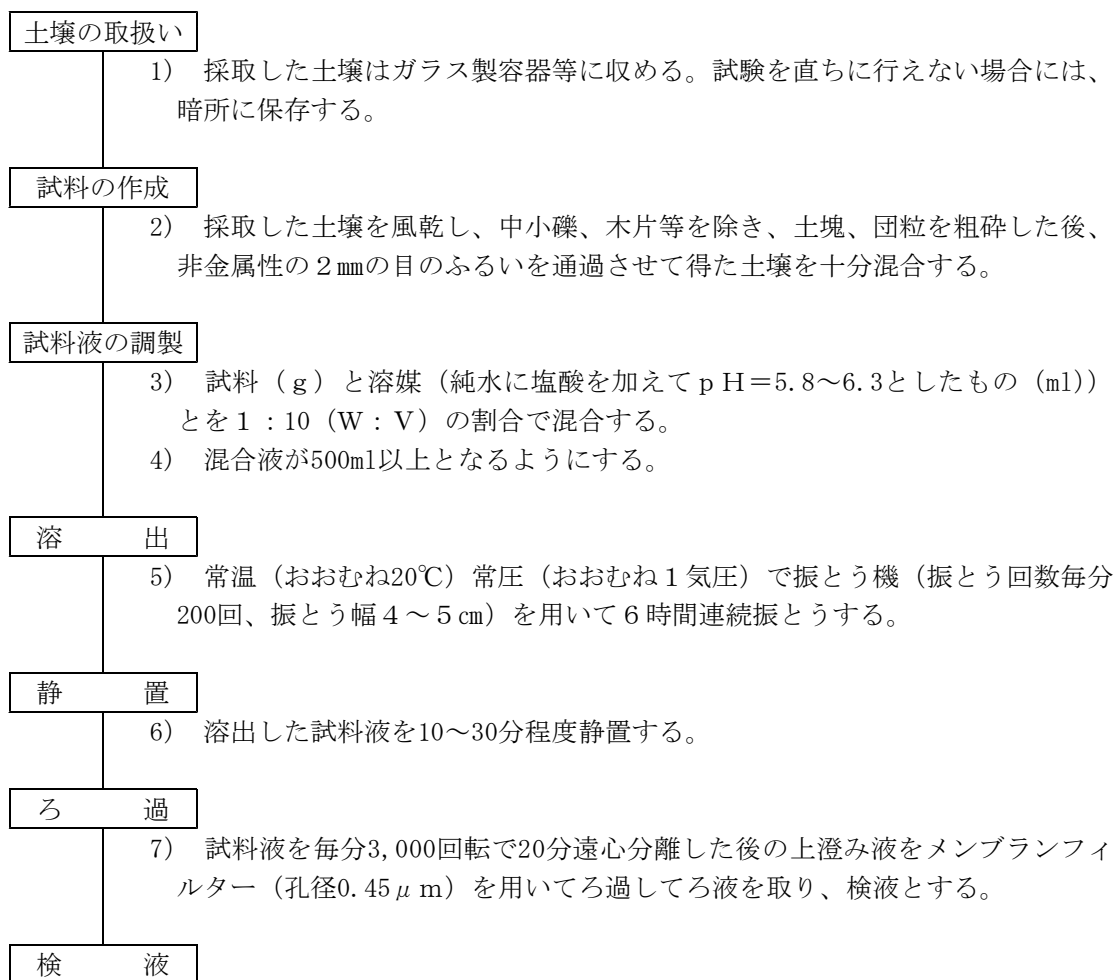 土壌の取扱い
1) 採取した土壌はガラス製容器等に収める。試験を直ちに行えない場合には、
暗所に保存する。
試料の作成
2) 採取した土壌を風乾し、中小礫、木片等を除き、土塊、団粒を粗砕した後、
非金属性の２㎜の目のふるいを通過させて得た土壌を十分混合する。
試料液の調製
3) 試料（ｇ）と溶媒（純水に塩酸を加えてｐＨ＝5.8～6.3としたもの（ml））
とを１：10（Ｗ：Ｖ）の割合で混合する。
4) 混合液が500ml以上となるようにする。
溶　　出
5) 常温（おおむね20℃）常圧（おおむね１気圧）で振とう機（振とう回数毎分
200回、振とう幅４～５㎝）を用いて６時間連続振とうする。
静　　置
6) 溶出した試料液を10～30分程度静置する。
ろ　　過
7) 試料液を毎分3,000回転で20分遠心分離した後の上澄み液をメンブランフィ
ルター（孔径0.45μｍ）を用いてろ過してろ液を取り、検液とする。
検　　液